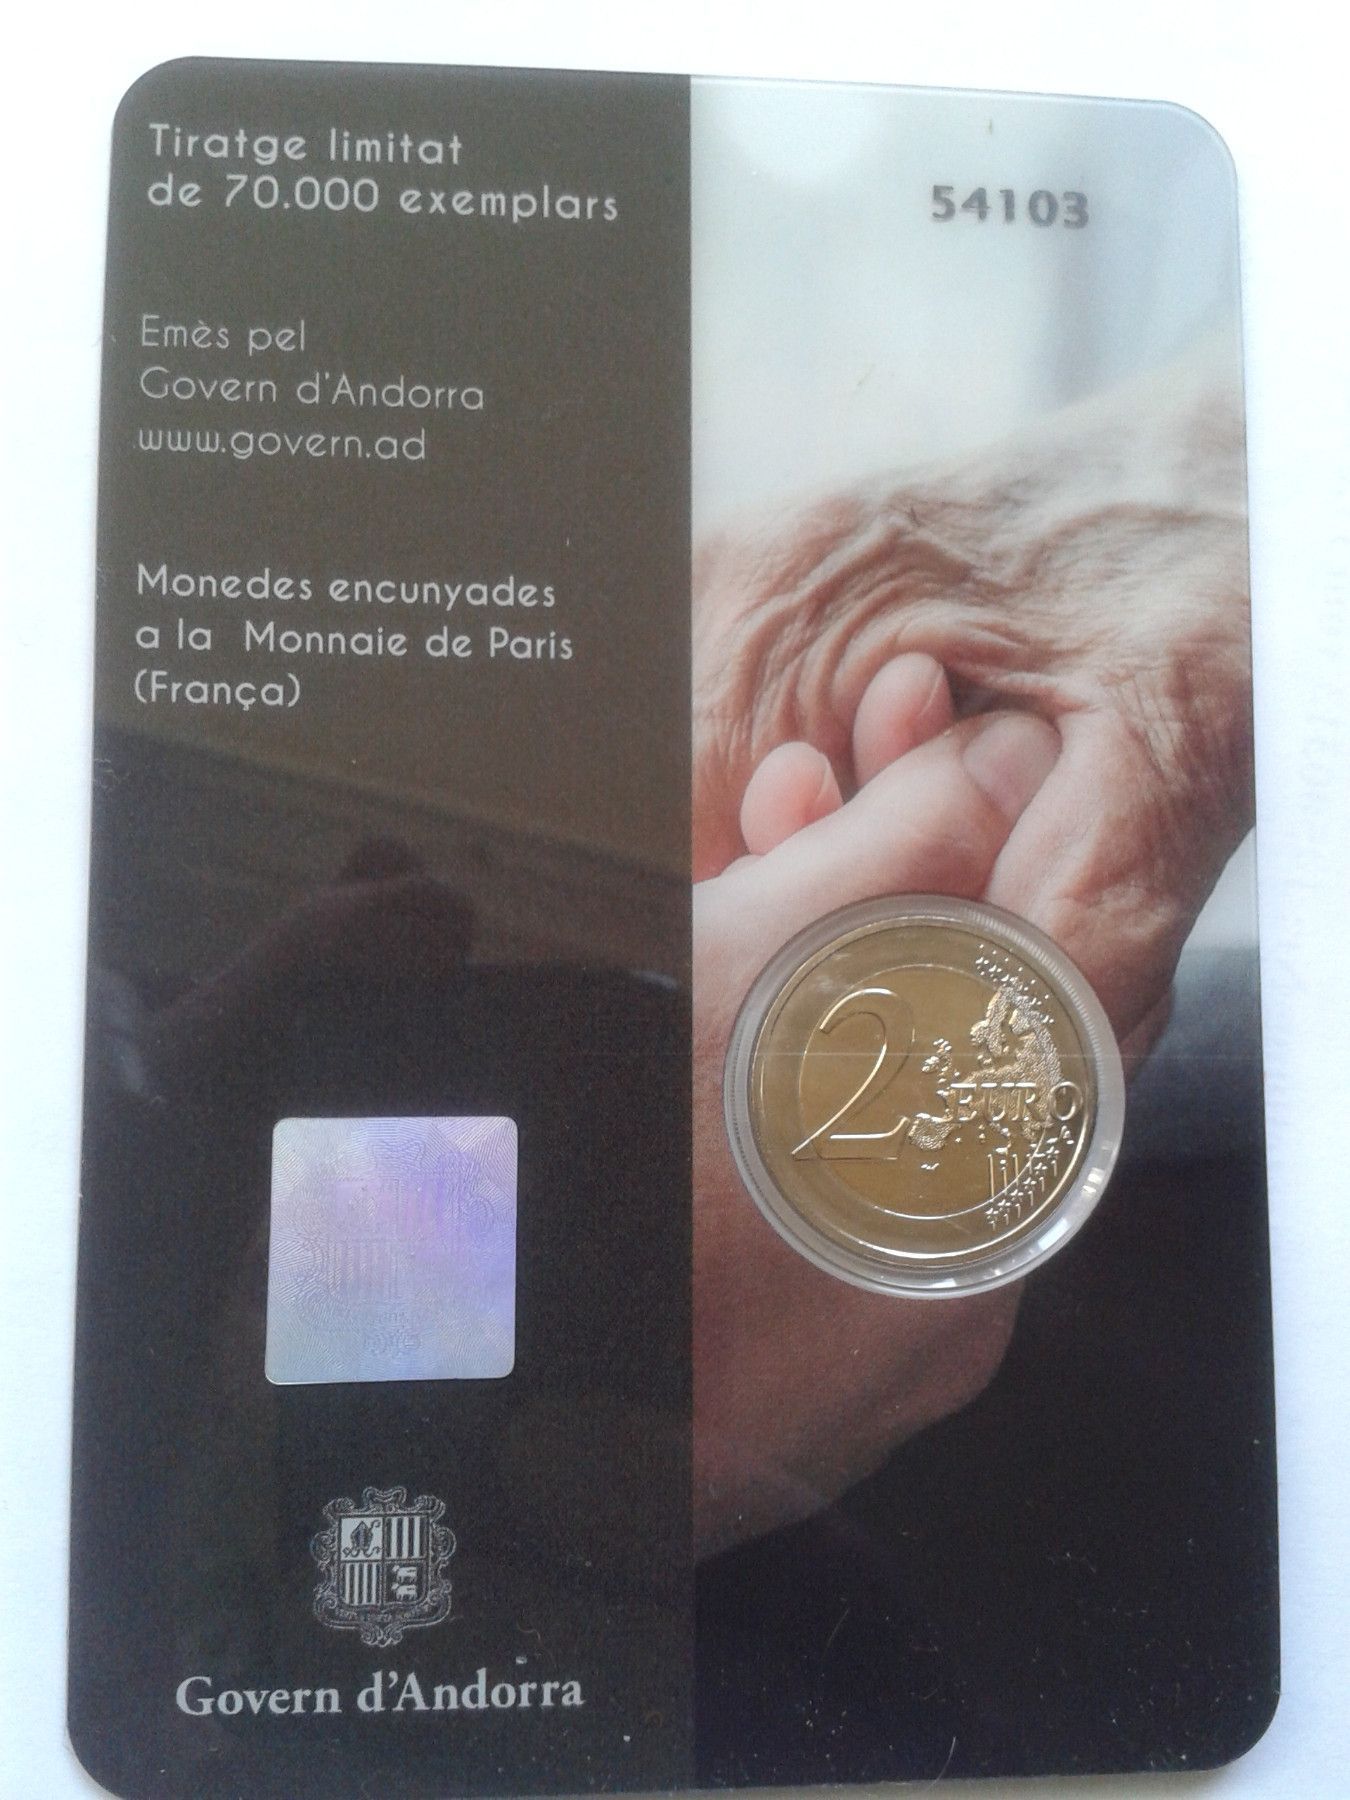 Tiratge limitat
de 70.000 exemplars
54103
Emès pel
Govern d'Andorra
www.govern.ad
Monedes encunyades
a la Monnaie de Paris
(França)
2 EURO
Govern d'Andorra